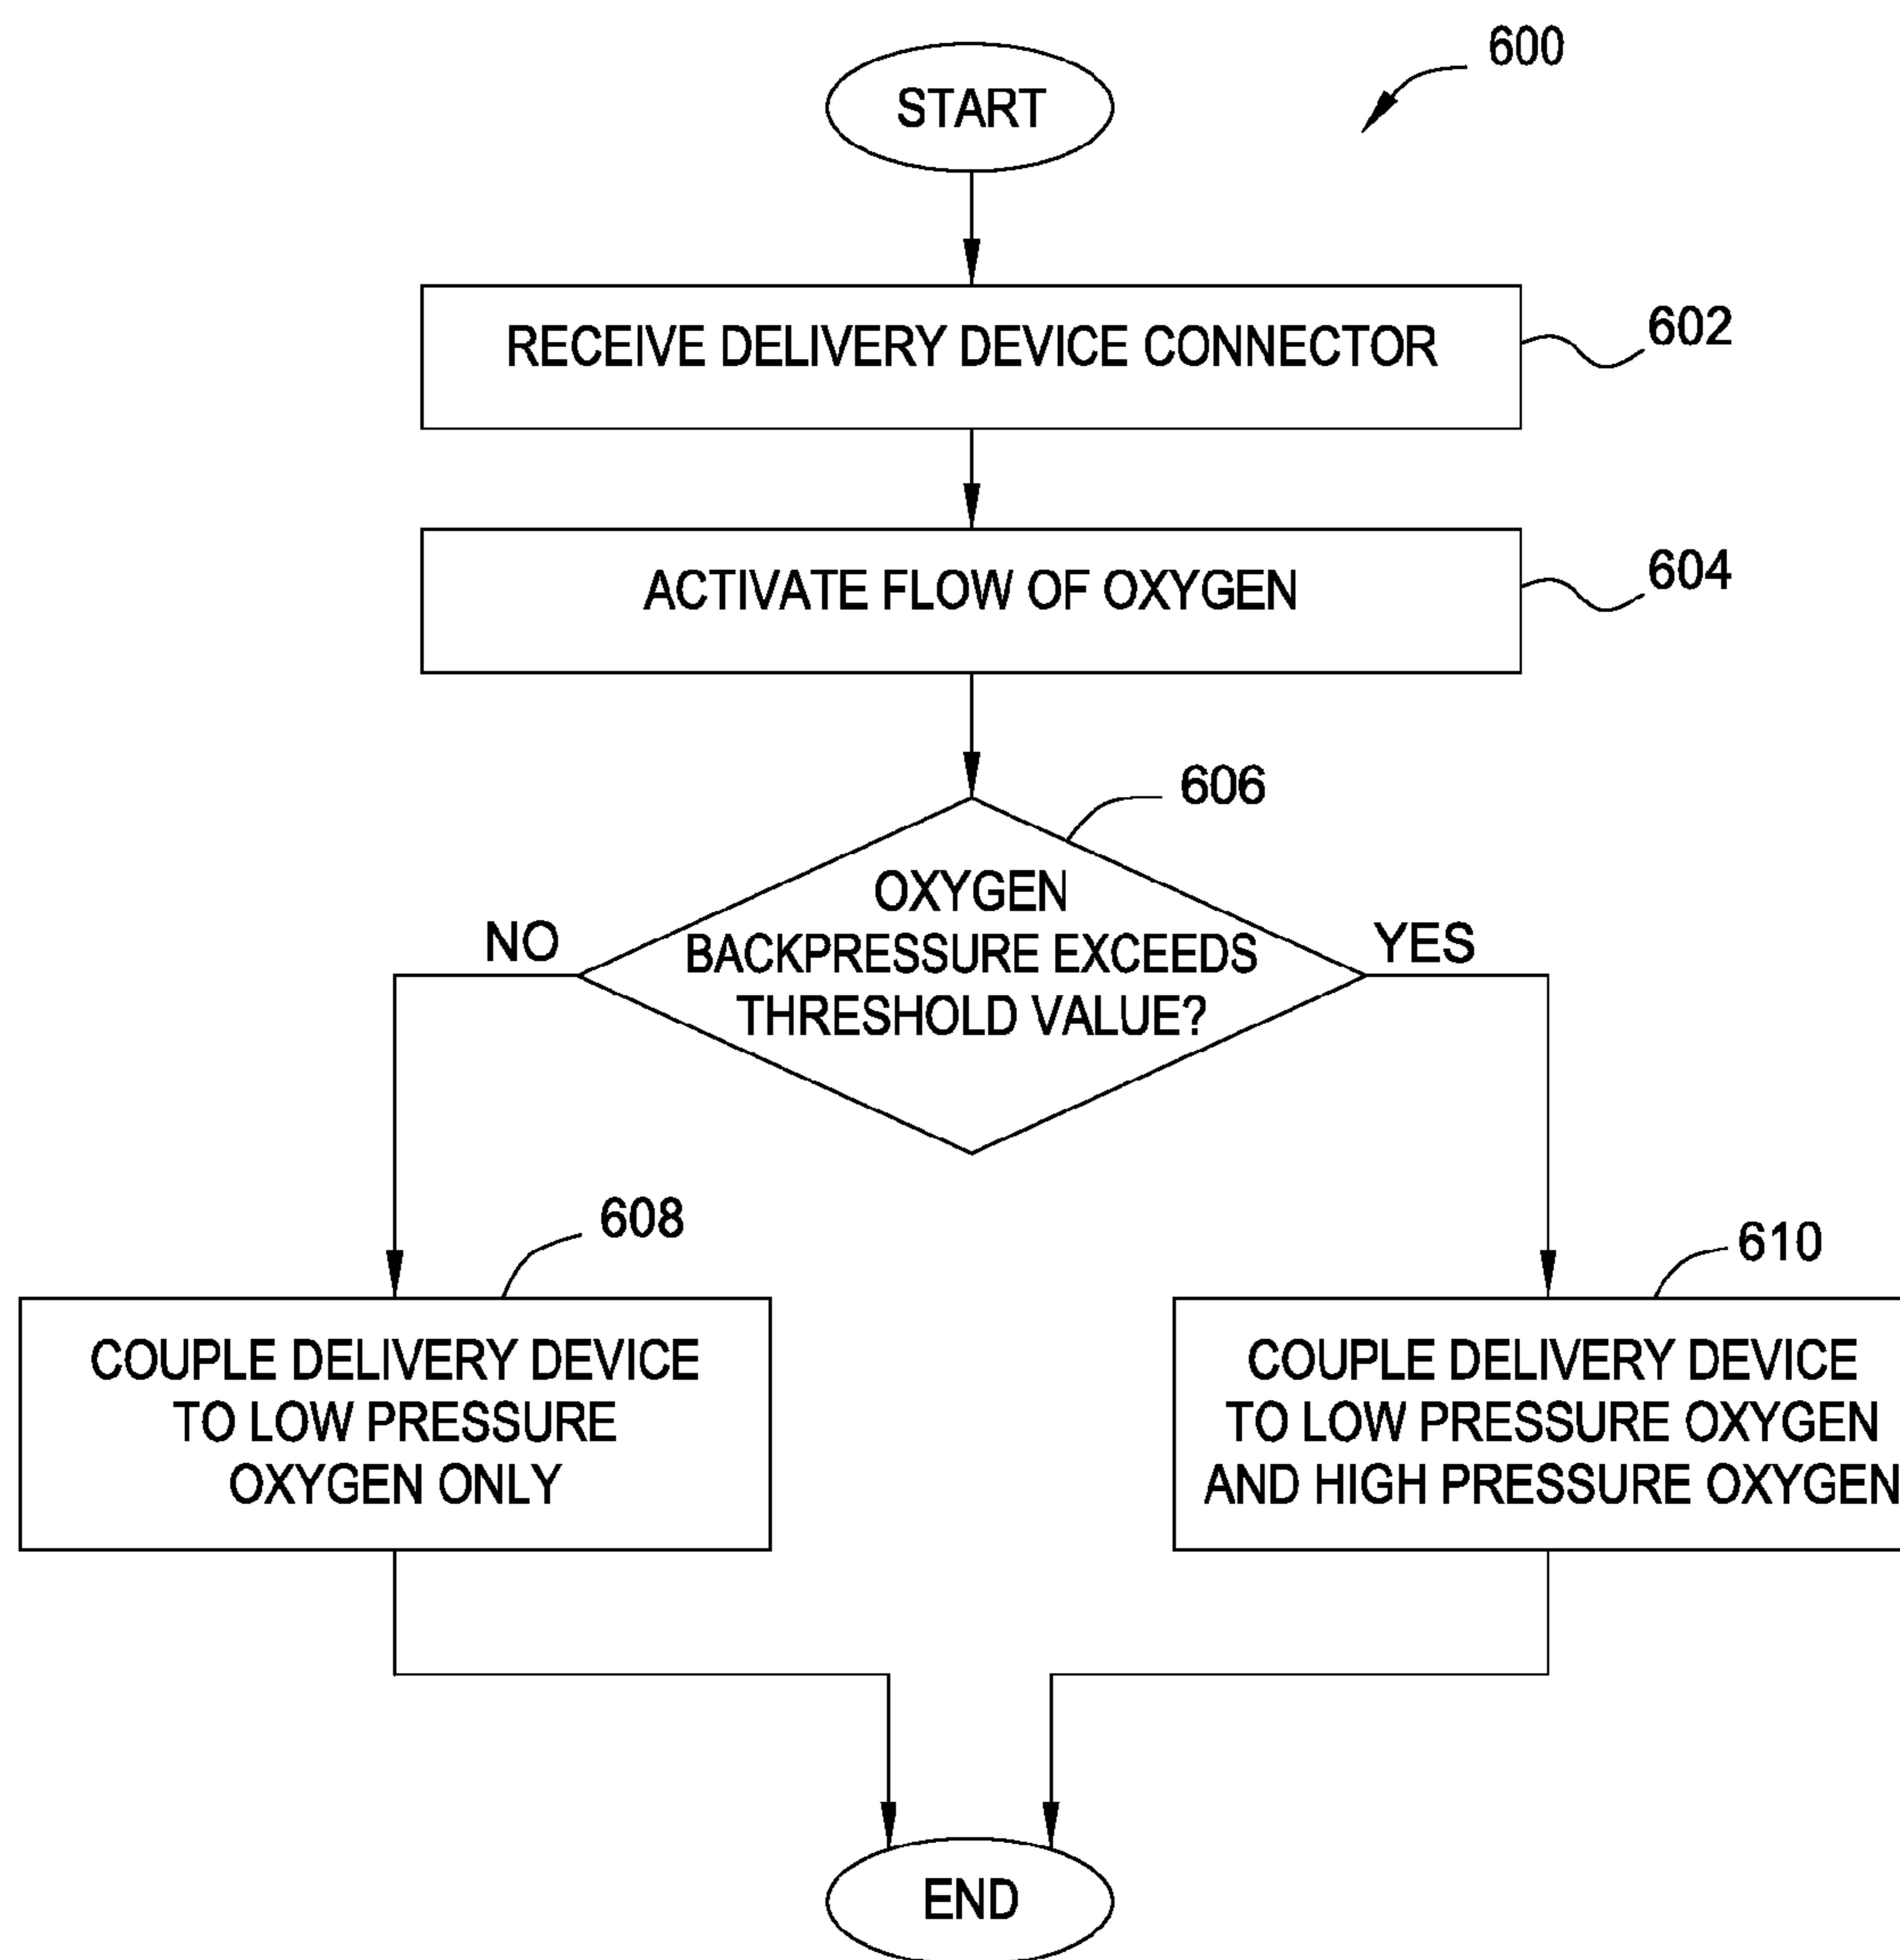 START
600
RECEIVE DELIVERY DEVICE CONNECTOR
602
ACTIVATE FLOW OF OXYGEN
604
606
OXYGEN
BACKPRESSURE EXCEEDS
THRESHOLD VALUE?
NO
YES
608
COUPLE DELIVERY DEVICE
TO LOW PRESSURE
OXYGEN ONLY
610
COUPLE DELIVERY DEVICE
TO LOW PRESSURE OXYGEN
AND HIGH PRESSURE OXYGEN
END